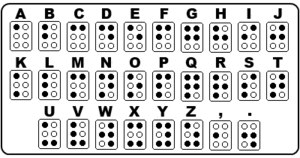 A B C D E F G H I J
K L M N O P Q R S T
U V W X Y Z , .